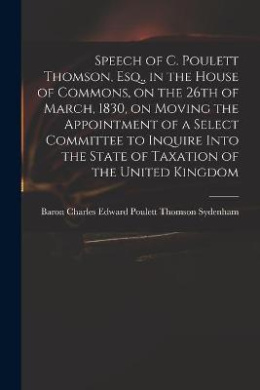 Speech of C. Poulett
Thomson, Esq., in the House
of Commons, on the 26th of
March, 1830, on Moving the
Appointment of a Select
Committee to Inquire Into the
State of Taxation of the
United Kingdom
Baron Charles Edward Poulett Thomson Sydenham